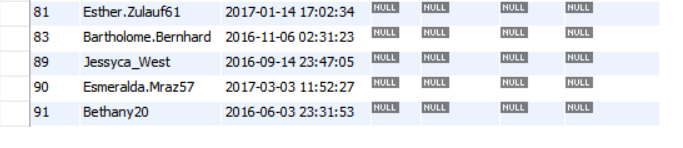 81 Esther.Zulauf61 2017-01-14 17:02:34 NULL NULL NULL NULL
83 Bartholome.Bernhard 2016-11-06 02:31:23 NULL NULL NULL NULL
89 Jessyca_West 2016-09-14 23:47:05 NULL NULL NULL NULL
90 Esmeralda.Mraz57 2017-03-03 11:52:27 NULL NULL NULL NULL
91 Bethany20 2016-06-03 23:31:53 NULL NULL NULL NULL